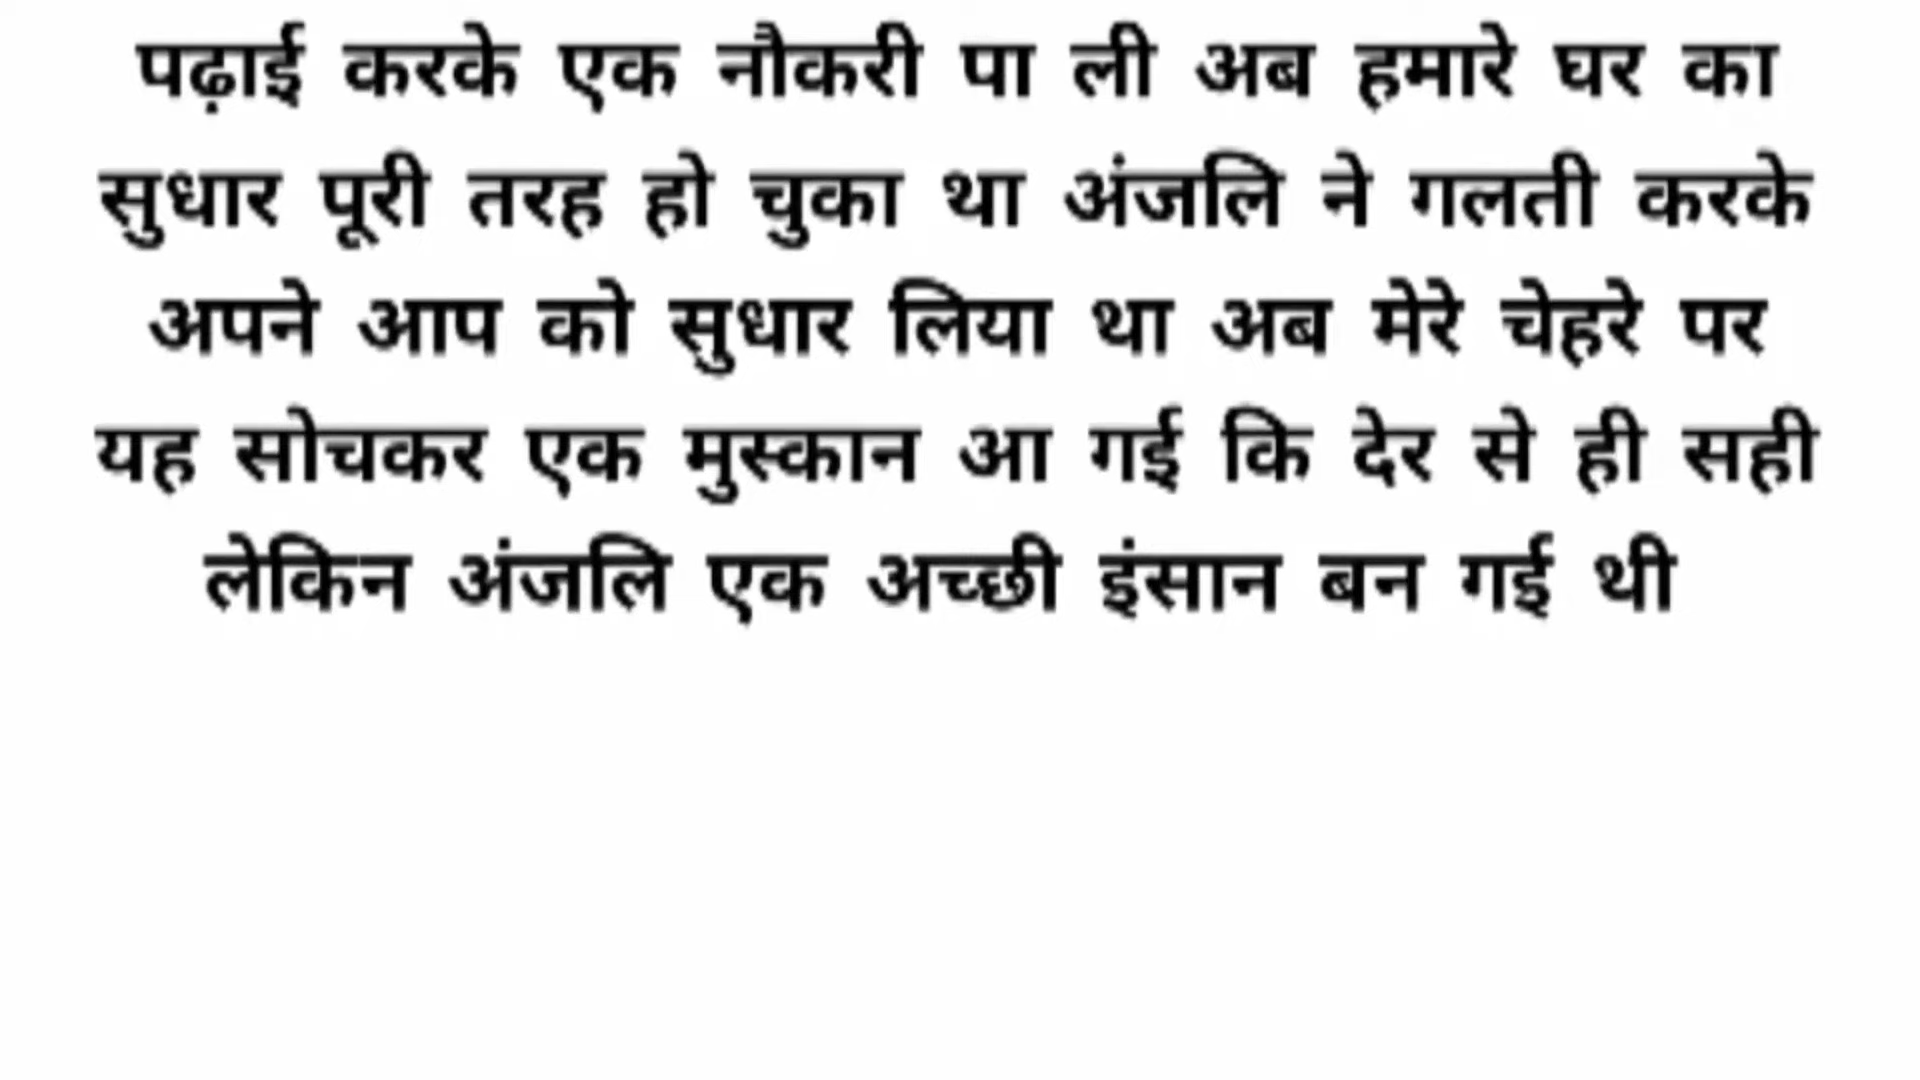 पढ़ाई करके एक नौकरी पा ली अब हमारे घर का
सुधार पूरी तरह हो चुका था अंजलि ने गलती करके
अपने आप को सुधार लिया था अब मेरे चेहरे पर
यह सोचकर एक मुस्कान आ गई कि देर से ही सही
लेकिन अंजलि एक अच्छी इंसान बन गई थी